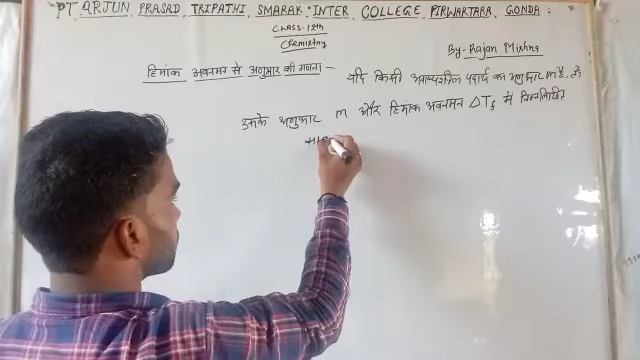 PT ARJUN PRASAD TRIPATHI SMARAK INTER COLLEGE PIRWARTARA, GONDA:
CLASS-12th
Chemistry
By- Rajan Mishra
हिमांक अवनमन से अणुभार की गणना – यदि किसी अवाष्पशील पदार्थ का अणुभार m है, तो
उसके अणुभार m और हिमांक अवनमन ΔTf में निम्नलिखित